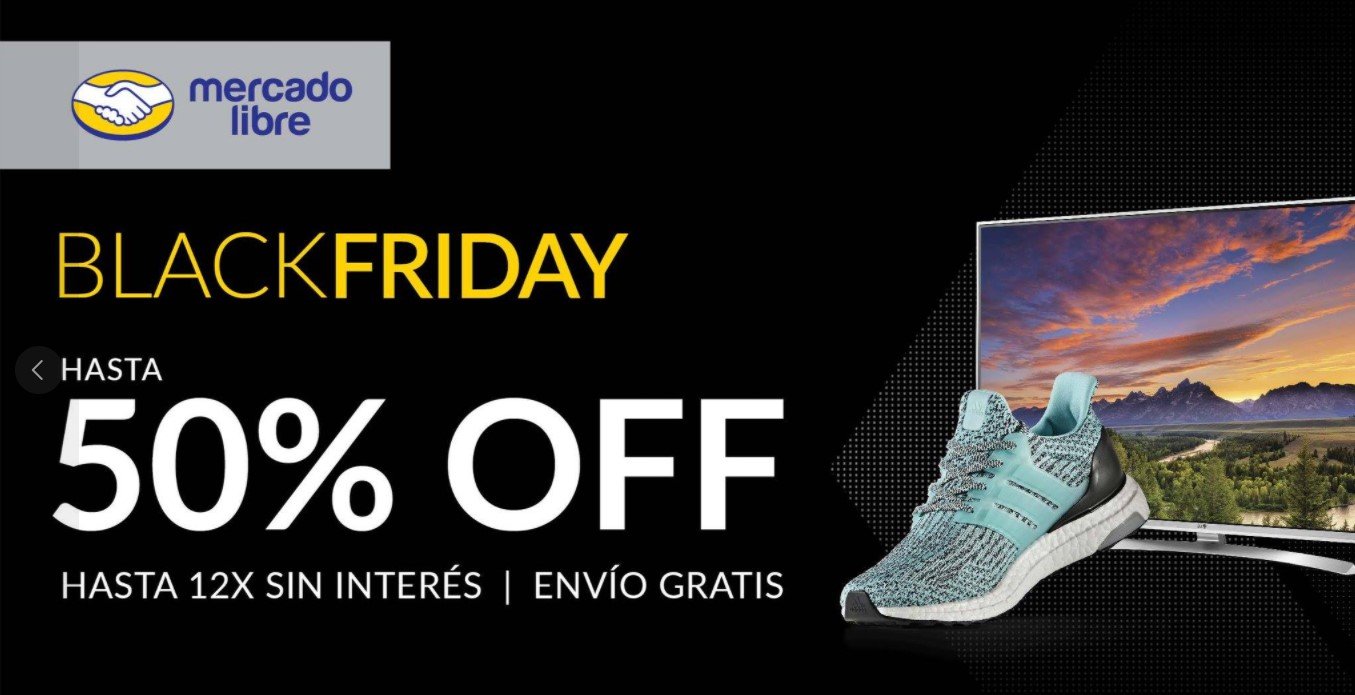 mercado
libre
BLACKFRIDAY
HASTA
50% OFF
HASTA 12X SIN INTERÉS | ENVÍO GRATIS